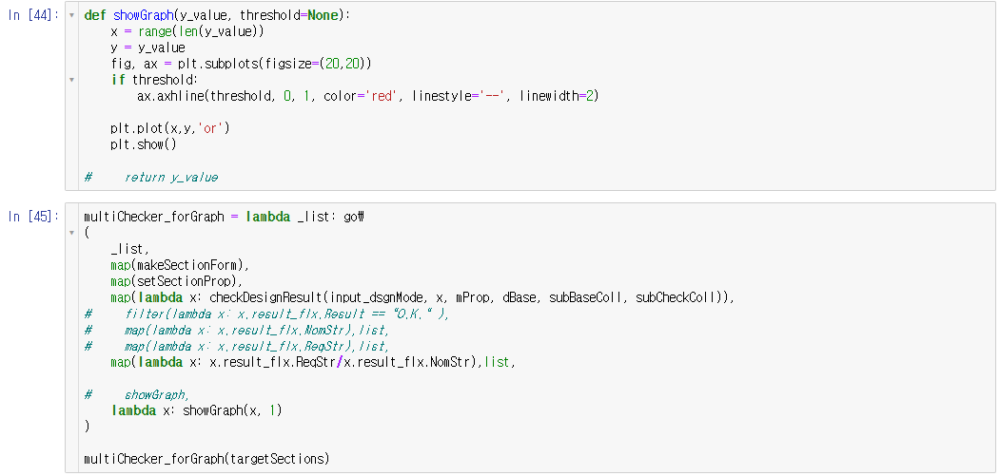 In [44]:
def showGraph(y_value, threshold=None):
    x = range(len(y_value))
    y = y_value
    fig, ax = plt.subplots(figsize=(20,20))
    if threshold:
        ax.axhline(threshold, 0, 1, color='red', linestyle='--', linewidth=2)
    plt.plot(x,y,'or')
    plt.show()
#     return y_value
In [45]:
multiChecker_forGraph = lambda _list: go₩
(
    _list,
    map(makeSectionForm),
    map(setSectionProp),
    map(lambda x: checkDesignResult(input_dsgnMode, x, mProp, dBase, subBaseColl, subCheckColl)),
#     filter(lambda x: x.result_flx.Result == "O.K." ),
#     map(lambda x: x.result_flx.NomStr),list,
#     map(lambda x: x.result_flx.ReqStr),list,
    map(lambda x: x.result_flx.ReqStr/x.result_flx.NomStr),list,
#     showGraph,
    lambda x: showGraph(x, 1)
)
multiChecker_forGraph(targetSections)